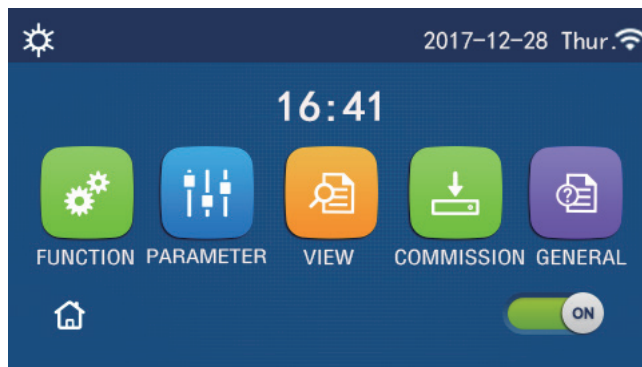 2017-12-28 Thur.
16:41
FUNCTION PARAMETER VIEW COMMISSION GENERAL
ON